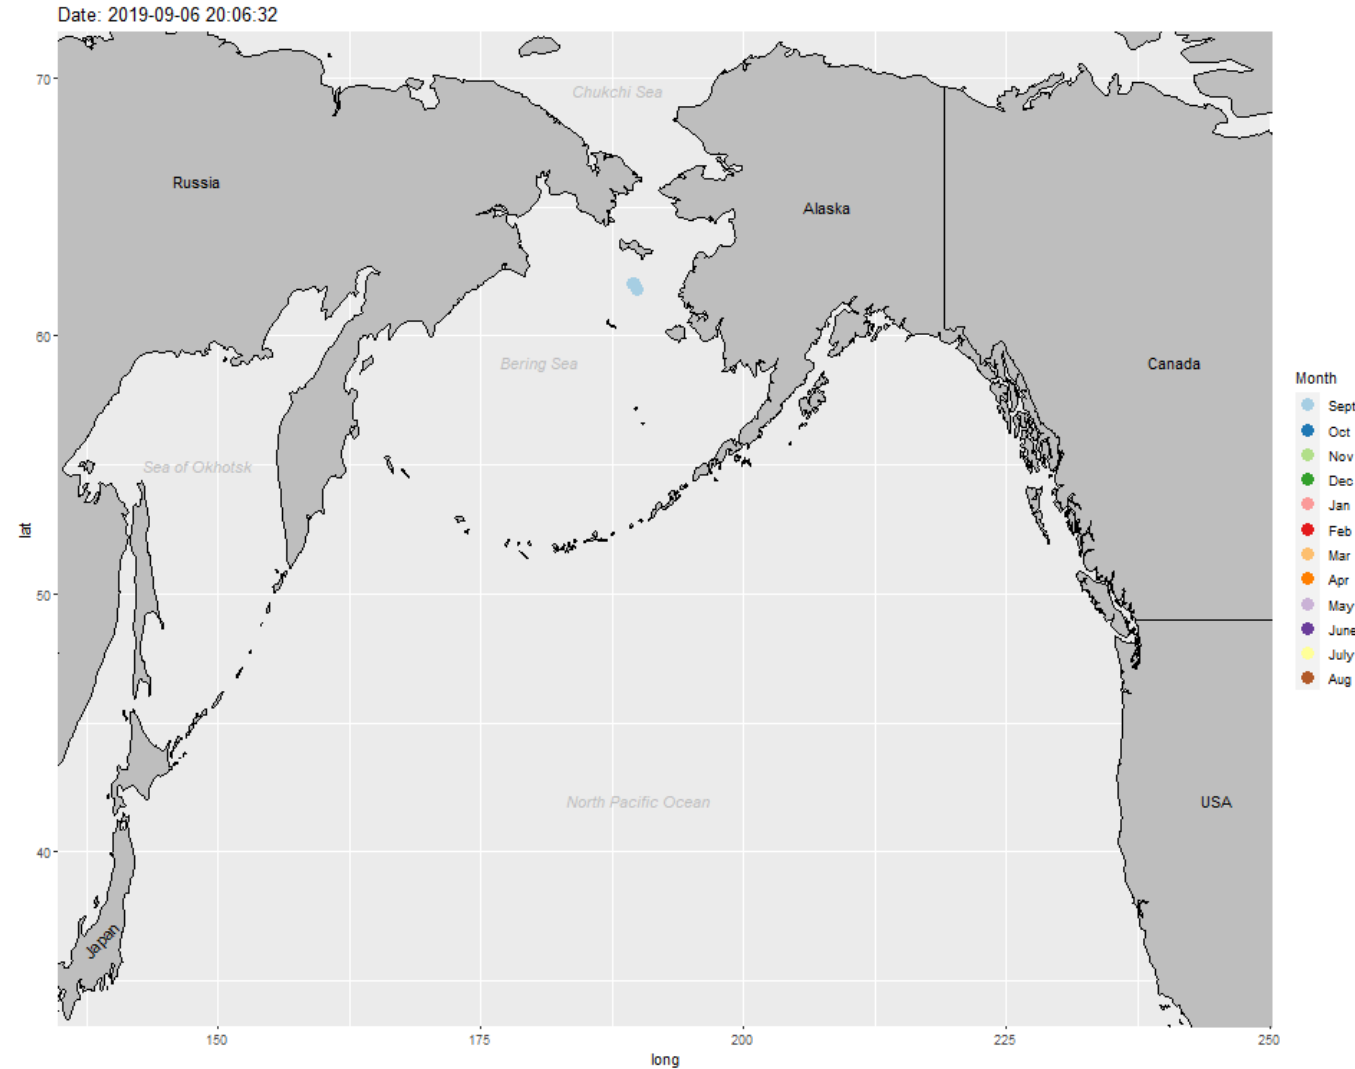 Date: 2019-09-06 20:06:32
70
Chukchi Sea
Russia
Alaska
60
Bering Sea
Canada
Month
Sept
Oct
Nov
Dec
Jan
Feb
Mar
Apr
May
June
July
Aug
Sea of Okhotsk
lat
50
North Pacific Ocean
USA
40
Japan
150
175
200
225
250
long